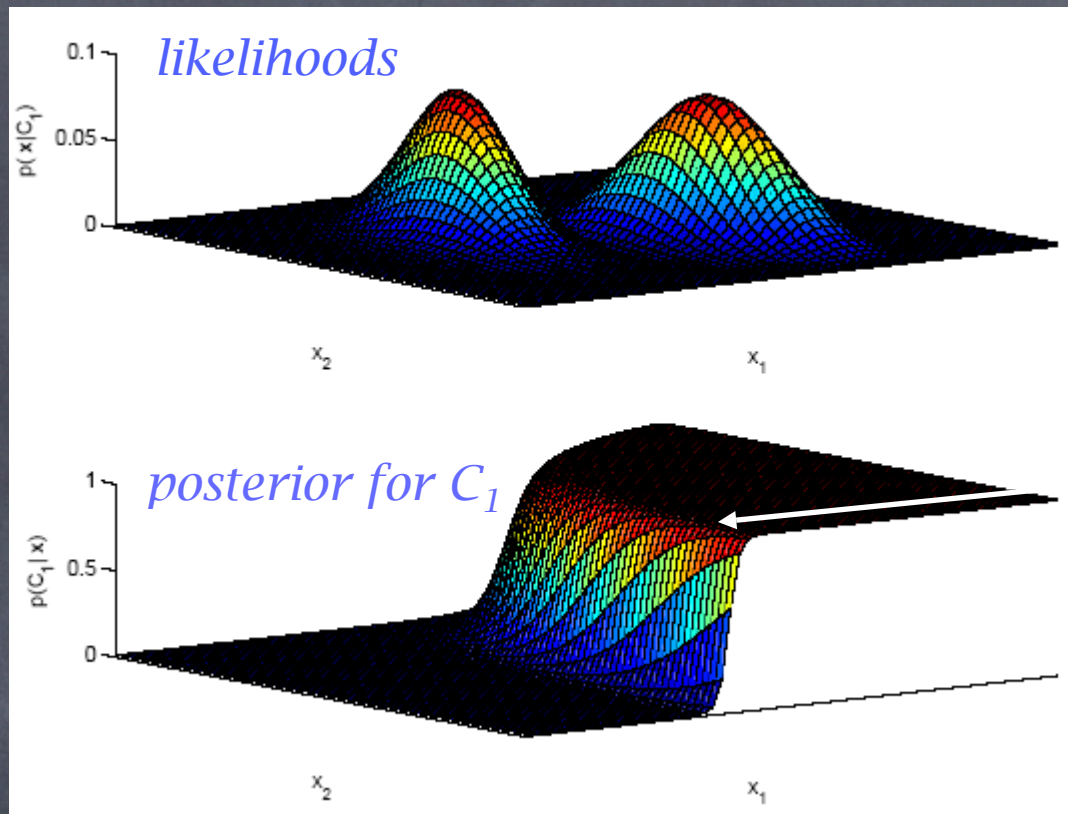 likelihoods
0.1
0.05
0
p( x|C₁)
x₂
x₁
posterior for C₁
1
0.5
0
p(C₁| x)
x₂
x₁